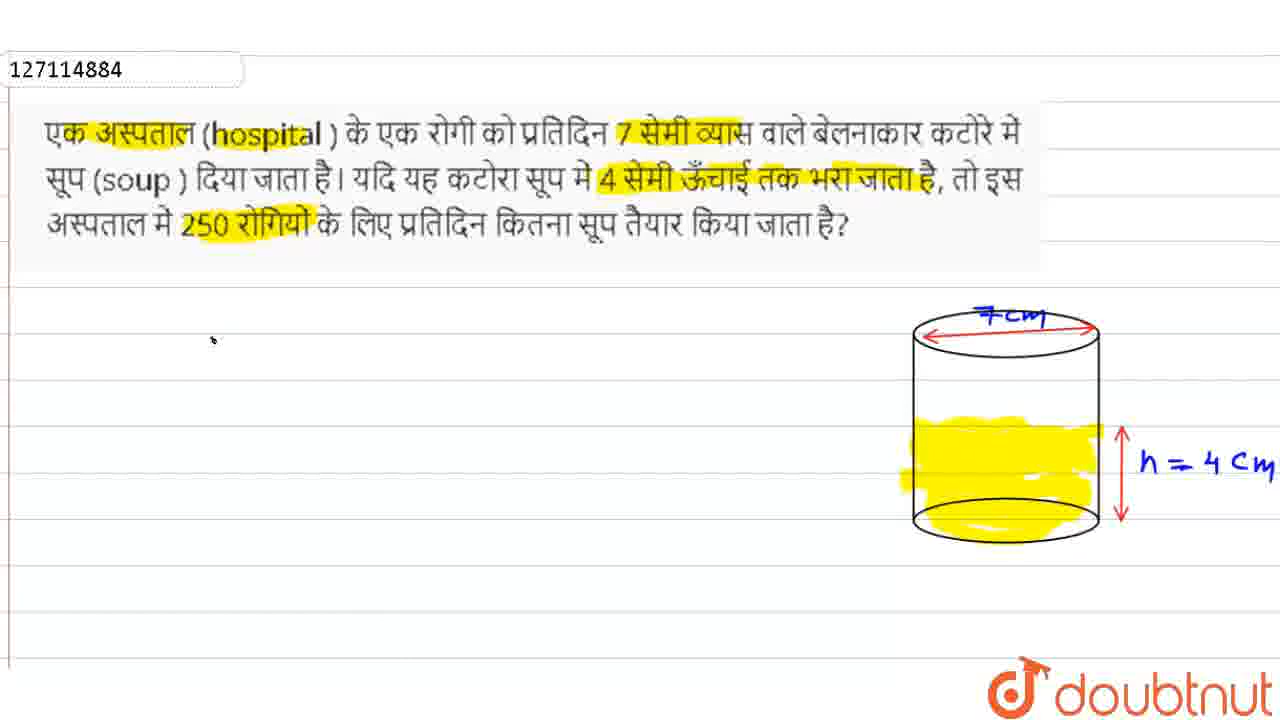 127114884
एक अस्पताल (hospital ) के एक रोगी को प्रतिदिन 7 सेमी व्यास वाले बेलनाकार कटोरे में
सूप (soup ) दिया जाता है। यदि यह कटोरा सूप में 4 सेमी ऊँचाई तक भरा जाता है, तो इस
अस्पताल में 250 रोगियों के लिए प्रतिदिन कितना सूप तैयार किया जाता है?
7cm
h = 4 cm
doubtnut